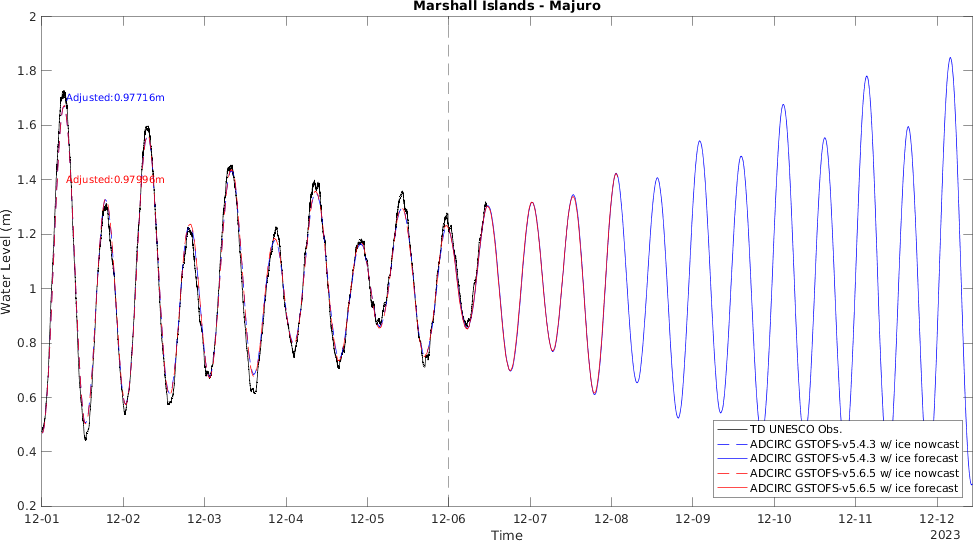 Marshall Islands - Majuro
2
1.8
1.6
1.4
1.2
1
0.8
0.6
0.4
0.2
Water Level (m)
Adjusted:0.97716m
Adjusted:0.97996m
TD UNESCO Obs.
ADCIRC GSTOFS-v5.4.3 w/ ice nowcast
ADCIRC GSTOFS-v5.4.3 w/ ice forecast
ADCIRC GSTOFS-v5.6.5 w/ ice nowcast
ADCIRC GSTOFS-v5.6.5 w/ ice forecast
12-01 12-02 12-03 12-04 12-05 12-06 12-07 12-08 12-09 12-10 12-11 12-12
2023
Time